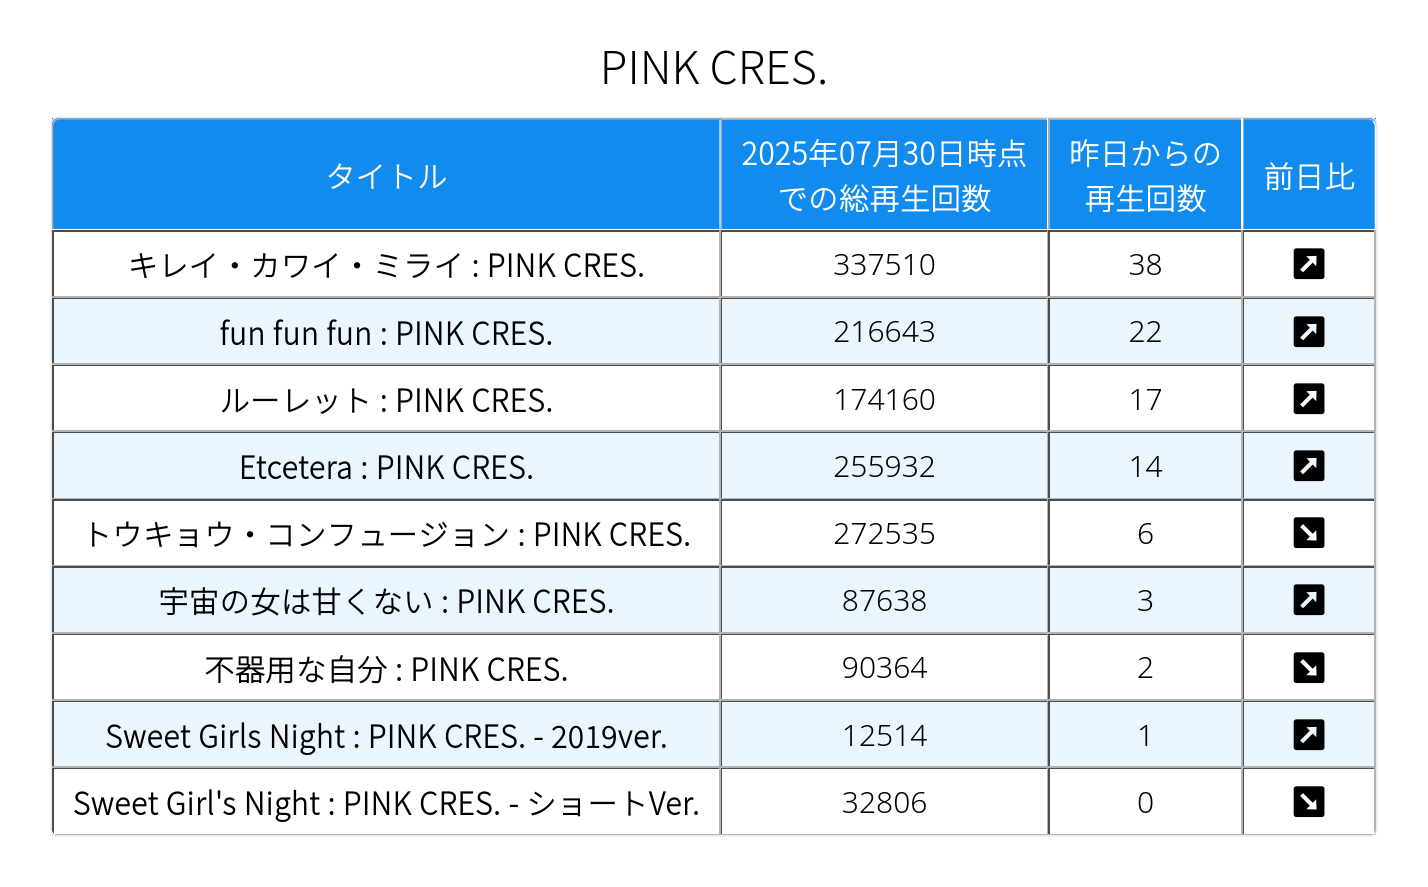 PINK CRES.
タイトル
2025年07月30日時点
での総再生回数
昨日からの
再生回数
前日比
キレイ・カワイ・ミライ : PINK CRES. 337510 38
fun fun fun : PINK CRES. 216643 22
ルーレット : PINK CRES. 174160 17
Etcetera : PINK CRES. 255932 14
トウキョウ・コンフュージョン : PINK CRES. 272535 6
宇宙の女は甘くない : PINK CRES. 87638 3
不器用な自分 : PINK CRES. 90364 2
Sweet Girls Night : PINK CRES. - 2019ver. 12514 1
Sweet Girl's Night : PINK CRES. - ショートVer. 32806 0